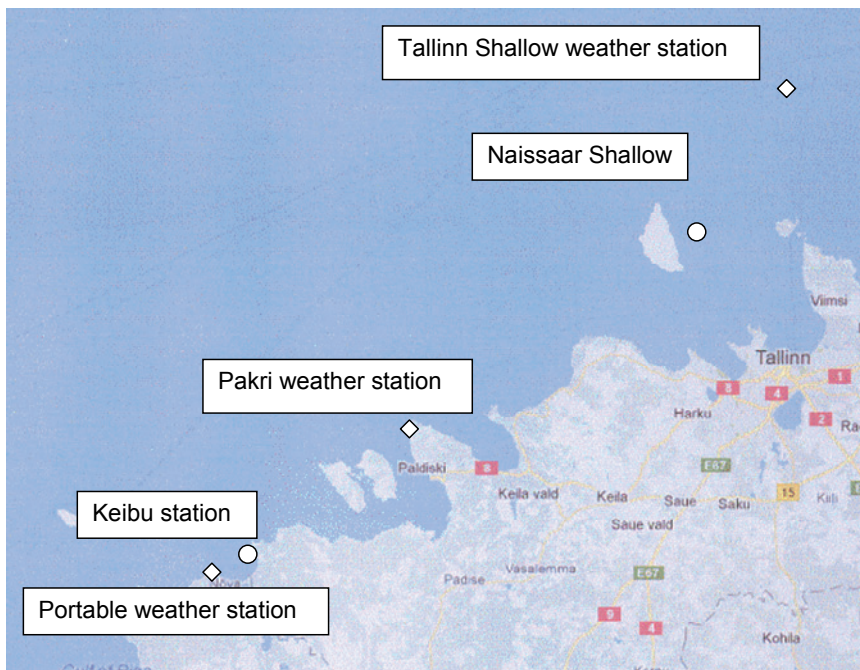 Tallinn Shallow weather station
Naissaar Shallow
Viimsi
Tallinn
1
8
4
Pakri weather station
Harku
2
Paldiski
8
E67
Keila vald
Keila
Saue
Saku
15
Kiili
Keibu station
Saue vald
Vasalemma
Padise
E67
Portable weather station
9
4
Kohila